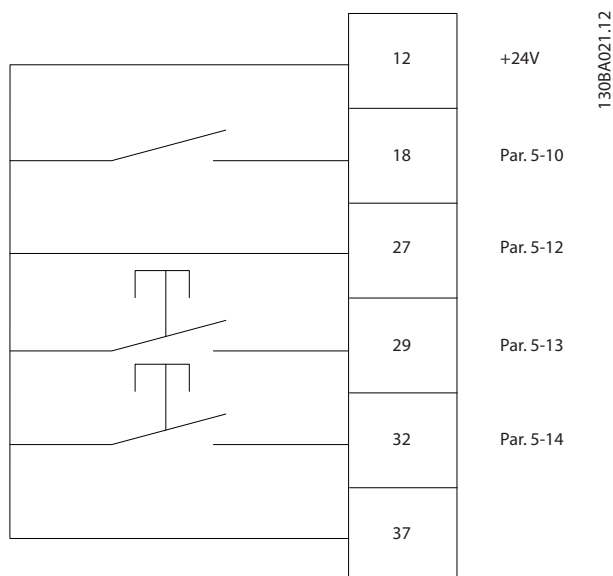 12 +24V
18 Par. 5-10
27 Par. 5-12
29 Par. 5-13
32 Par. 5-14
37
130BA021.12